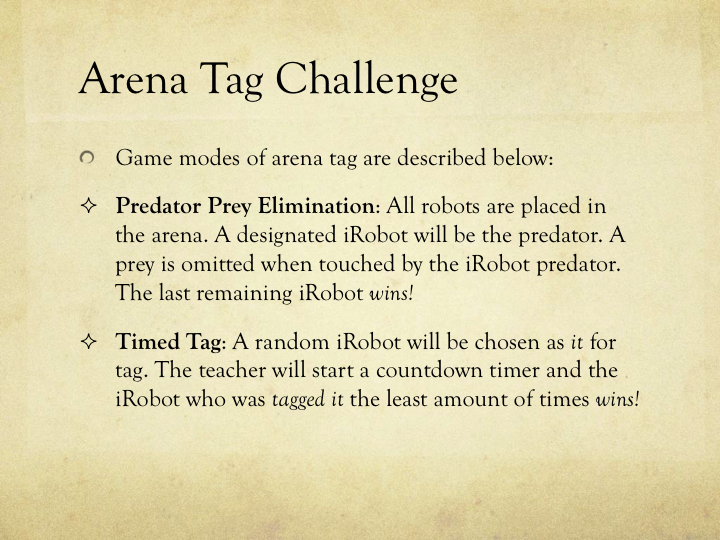 Arena Tag Challenge
Game modes of arena tag are described below:
Predator Prey Elimination: All robots are placed in
the arena. A designated iRobot will be the predator. A
prey is omitted when touched by the iRobot predator.
The last remaining iRobot wins!
Timed Tag: A random iRobot will be chosen as it for
tag. The teacher will start a countdown timer and the
iRobot who was tagged it the least amount of times wins!